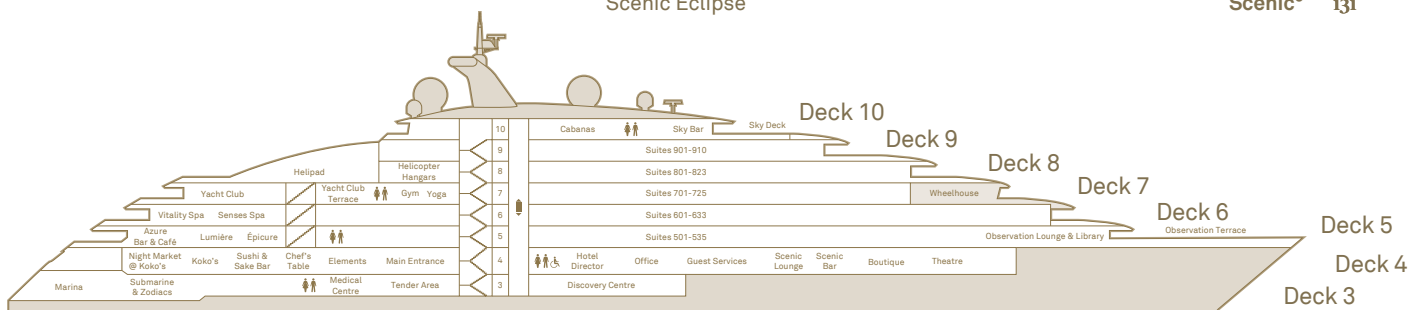 Scenic Eclipse
Scenic® 131
Deck 10
10
Cabanas
Sky Bar
Sky Deck
Deck 9
9
Suites 901-910
Deck 8
Helipad
Helicopter
Hangars
8
Suites 801-823
Deck 7
Yacht Club
Yacht Club
Terrace
Gym
Yoga
7
Suites 701-725
Wheelhouse
Deck 6
Vitality Spa
Senses Spa
6
Suites 601-633
Observation Terrace
Deck 5
Azure
Bar & Café
Lumiére
Épicure
5
Suites 501-535
Observation Lounge & Library
Deck 4
Night Market
@ Koko's
Koko's
Sushi &
Sake Bar
Chef's
Table
Elements
Main Entrance
4
Hotel
Director
Office
Guest Services
Scenic
Lounge
Scenic
Bar
Boutique
Theatre
Deck 3
Marina
Submarine
& Zodiacs
Medical
Centre
Tender Area
3
Discovery Centre